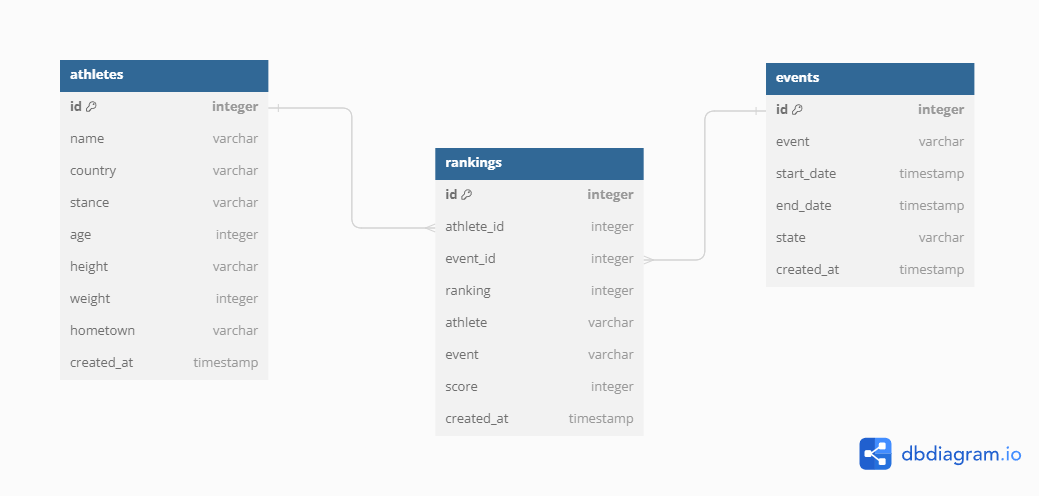 athletes
id integer
name varchar
country varchar
stance varchar
age integer
height varchar
weight integer
hometown varchar
created_at timestamp
rankings
id integer
athlete_id integer
event_id integer
ranking integer
athlete varchar
event varchar
score integer
created_at timestamp
events
id integer
event varchar
start_date timestamp
end_date timestamp
state varchar
created_at timestamp
dbdiagram.io